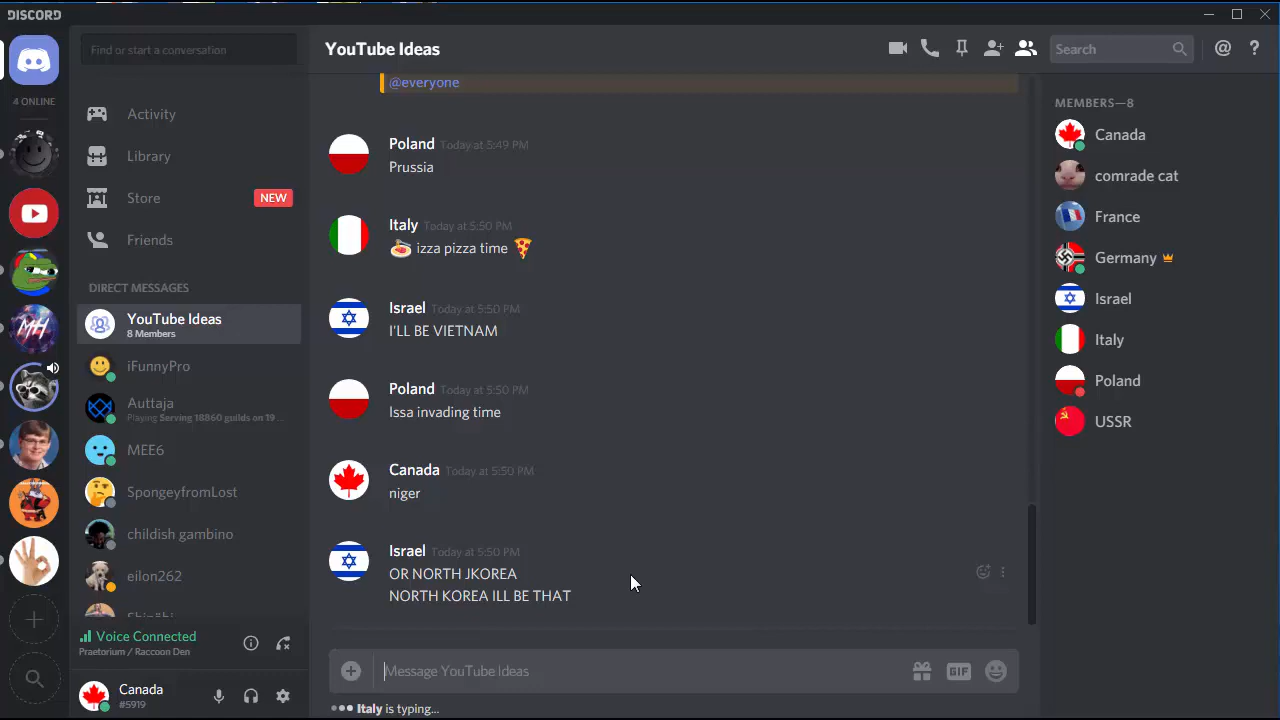 DISCORD
Find or start a conversation
YouTube Ideas
Search
4 ONLINE
Activity
Library
Store
NEW
Friends
DIRECT MESSAGES
YouTube Ideas
8 Members
iFunnyPro
Auttaja
Playing Serving 18860 guilds on 19...
MEE6
SpongeyfromLost
childish gambino
eilon262
Voice Connected
Praetorium / Raccoon Den
Canada
#5919
@everyone
Poland Today at 5:49 PM
Prussia
Italy Today at 5:50 PM
izza pizza time
Israel Today at 5:50 PM
I'LL BE VIETNAM
Poland Today at 5:50 PM
Issa invading time
Canada Today at 5:50 PM
niger
Israel Today at 5:50 PM
OR NORTH JKOREA
NORTH KOREA ILL BE THAT
Message YouTube Ideas
GIF
Italy is typing...
MEMBERS—8
Canada
comrade cat
France
Germany
Israel
Italy
Poland
USSR